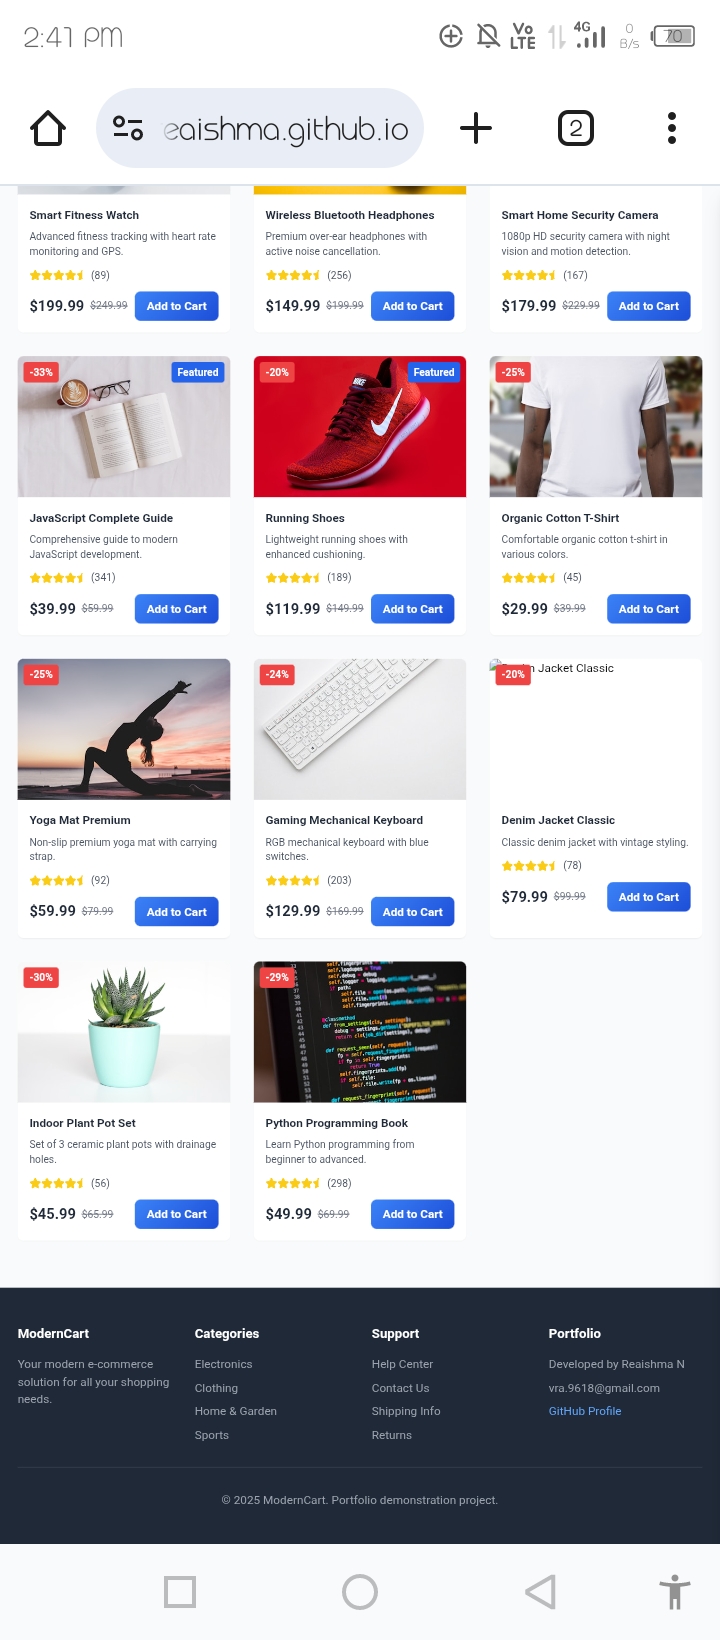 2:41 PM
Vo LTE 4G 0 B/s 70
eaishma.github.io
2
Smart Fitness Watch
Advanced fitness tracking with heart rate
monitoring and GPS.
(89)
$199.99 $249.99 Add to Cart
Wireless Bluetooth Headphones
Premium over-ear headphones with
active noise cancellation.
(256)
$149.99 $199.99 Add to Cart
Smart Home Security Camera
1080p HD security camera with night
vision and motion detection.
(167)
$179.99 $229.99 Add to Cart
-33% Featured
JavaScript Complete Guide
Comprehensive guide to modern
JavaScript development.
(341)
$39.99 $59.99 Add to Cart
-20% Featured
NIKE
Running Shoes
Lightweight running shoes with
enhanced cushioning.
(189)
$119.99 $149.99 Add to Cart
-25%
Organic Cotton T-Shirt
Comfortable organic cotton t-shirt in
various colors.
(45)
$29.99 $39.99 Add to Cart
-25%
Yoga Mat Premium
Non-slip premium yoga mat with carrying
strap.
(92)
$59.99 $79.99 Add to Cart
-24%
Gaming Mechanical Keyboard
RGB mechanical keyboard with blue
switches.
(203)
$129.99 $169.99 Add to Cart
-20% Jacket Classic
Denim Jacket Classic
Classic denim jacket with vintage styling.
(78)
$79.99 $99.99 Add to Cart
-30%
Indoor Plant Pot Set
Set of 3 ceramic plant pots with drainage
holes.
(56)
$45.99 $65.99 Add to Cart
-29%
Python Programming Book
Learn Python programming from
beginner to advanced.
(298)
$49.99 $69.99 Add to Cart
ModernCart
Your modern e-commerce
solution for all your shopping
needs.
Categories
Electronics
Clothing
Home & Garden
Sports
Support
Help Center
Contact Us
Shipping Info
Returns
Portfolio
Developed by Reaishma N
vra.9618@gmail.com
GitHub Profile
© 2025 ModernCart. Portfolio demonstration project.